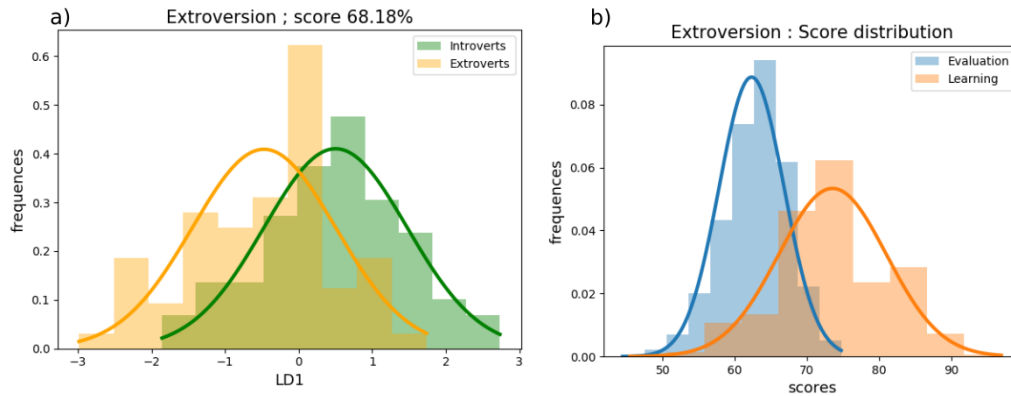 a)
Extroversion ; score 68.18%
Introverts
Extroverts
frequences
0.6
0.5
0.4
0.3
0.2
0.1
0.0
−3 −2 −1 0 1 2 3
LD1
b)
Extroversion : Score distribution
Evaluation
Learning
frequences
0.08
0.06
0.04
0.02
0.00
50 60 70 80 90
scores